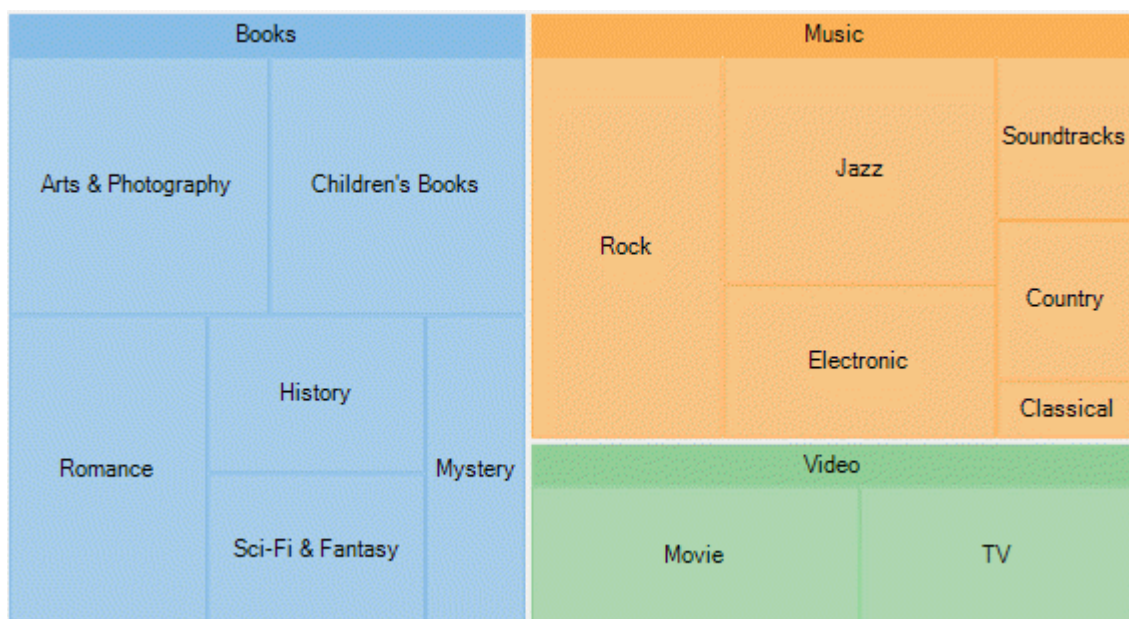 Books
Arts & Photography
Children's Books
Romance
History
Sci-Fi & Fantasy
Mystery
Music
Rock
Jazz
Electronic
Soundtracks
Country
Classical
Video
Movie
TV